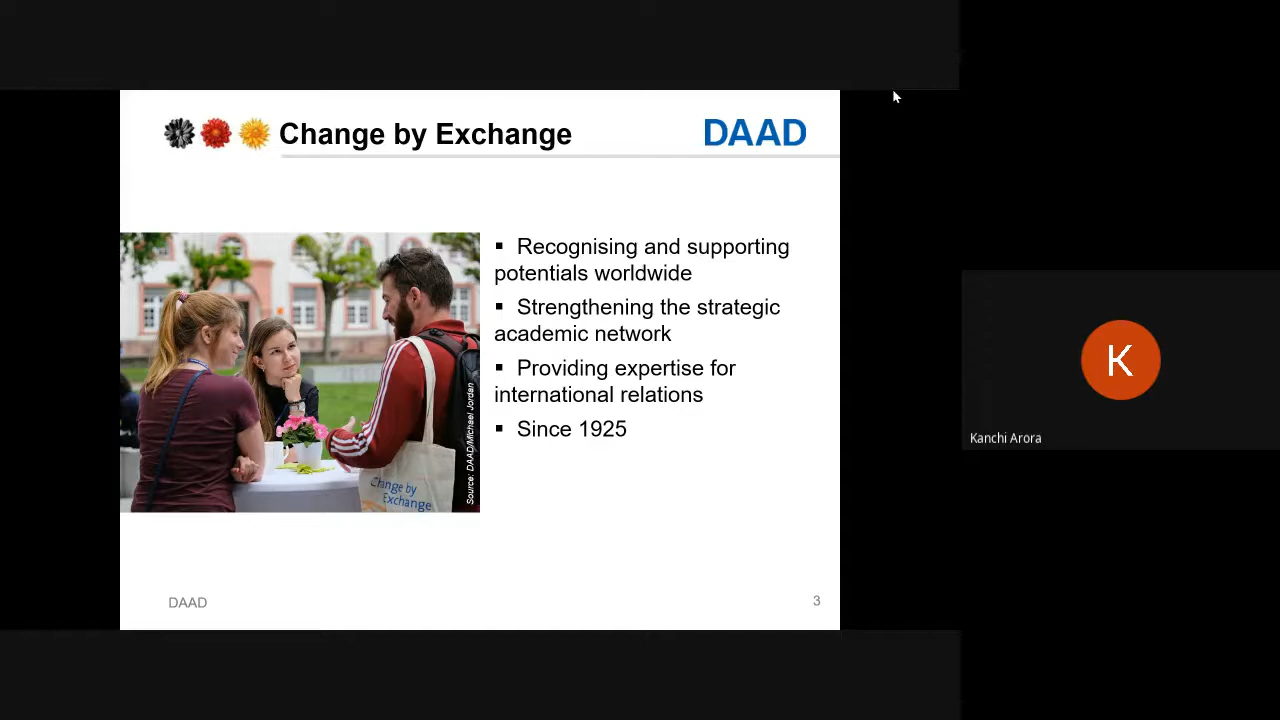 Change by Exchange
DAAD
▪ Recognising and supporting
potentials worldwide
▪ Strengthening the strategic
academic network
▪ Providing expertise for
international relations
▪ Since 1925
Source: DAAD/Michael Jordan
Change by
Exchange
DAAD
3
K
Kanchi Arora